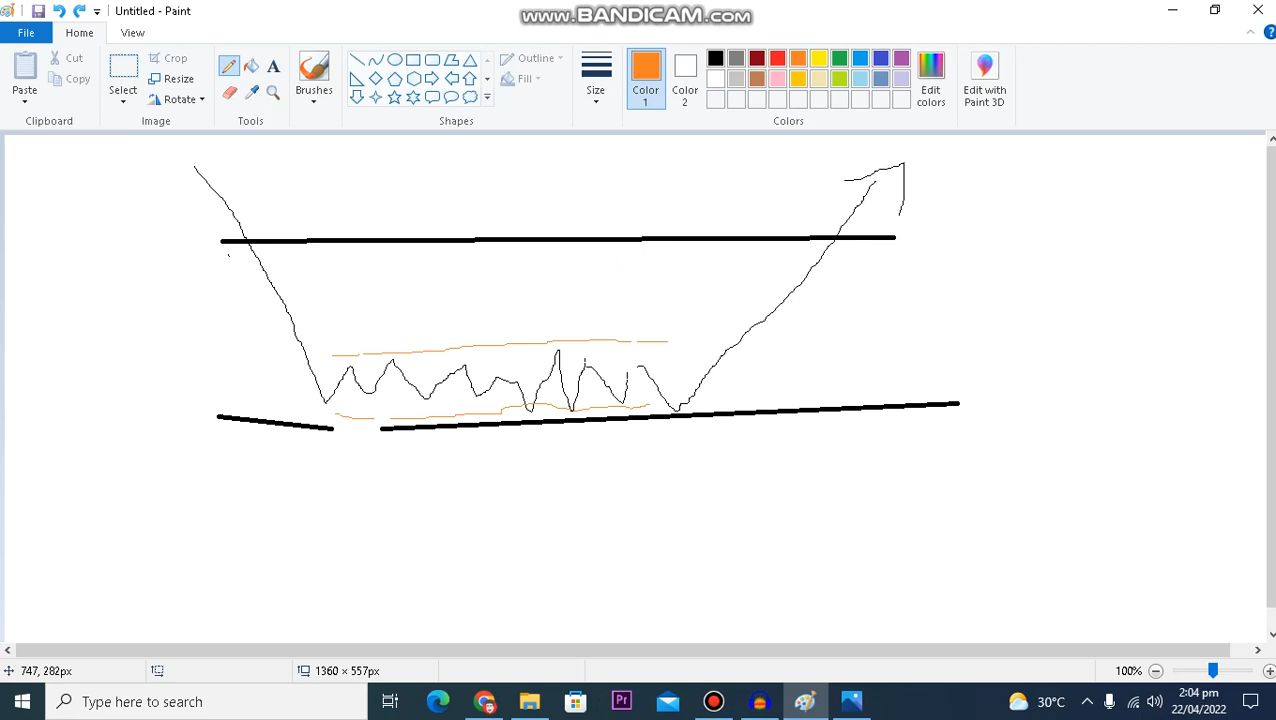 www.BANDICAM.com
Untitled - Paint
File
Home
View
Paste
Cut
Copy
Clipboard
Select
Crop
Resize
Rotate
Image
A
Tools
Brushes
Shapes
Outline
Fill
Size
Color 1
Color 2
Edit colors
Colors
Edit with Paint 3D
747, 282px
1360 × 557px
100%
Type here to search
Pr
30°C
2:04 pm
22/04/2022